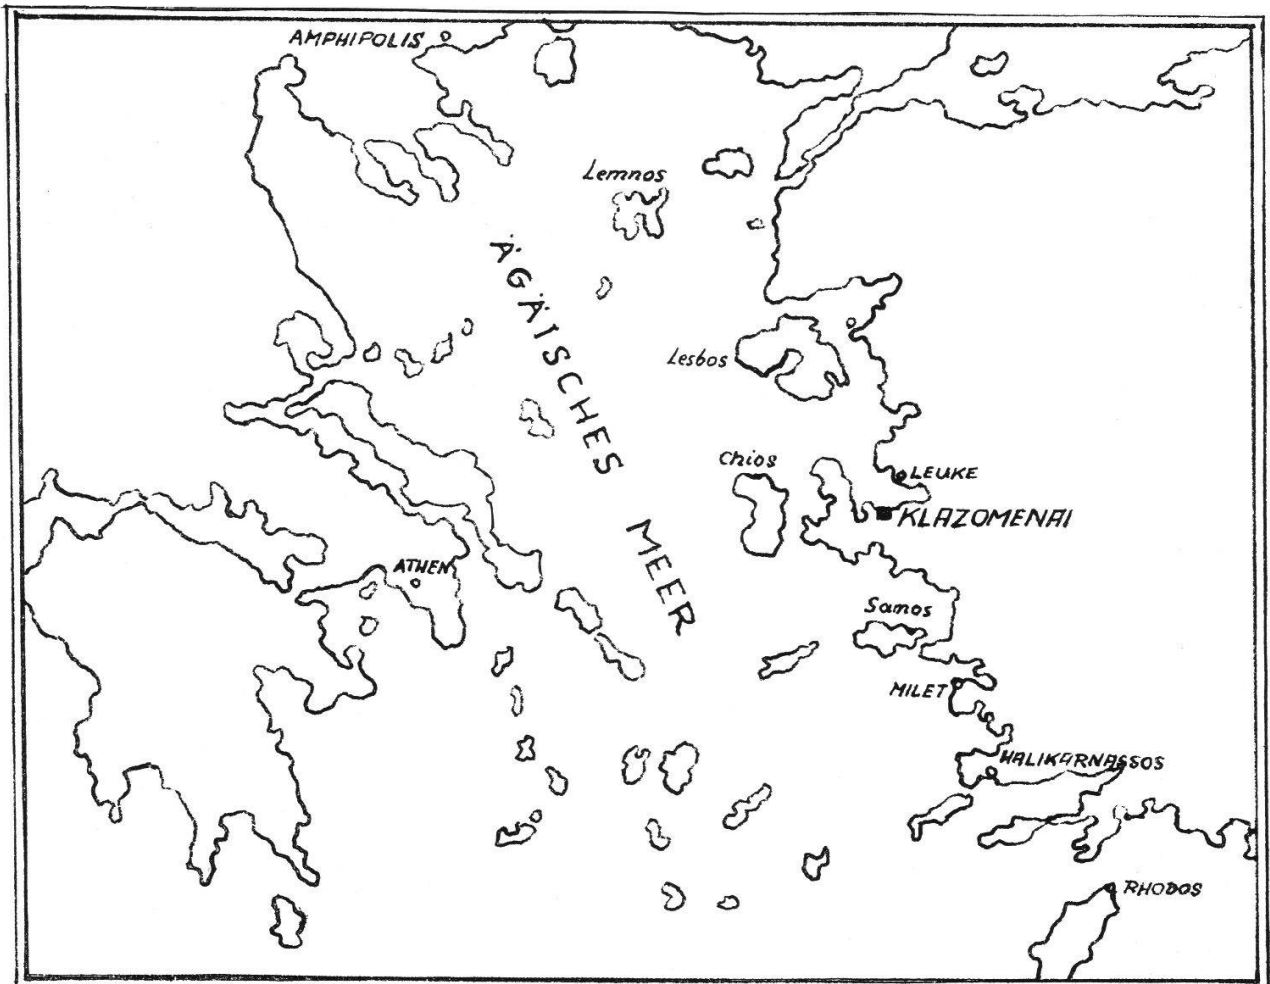 AMPHIPOLIS
Lemnos
ÄGÄISCHES MEER
Lesbos
Chios
LEUKE
KLAZOMENAI
ATHEN
Samos
MILET
HALIKARNASSOS
RHODOS